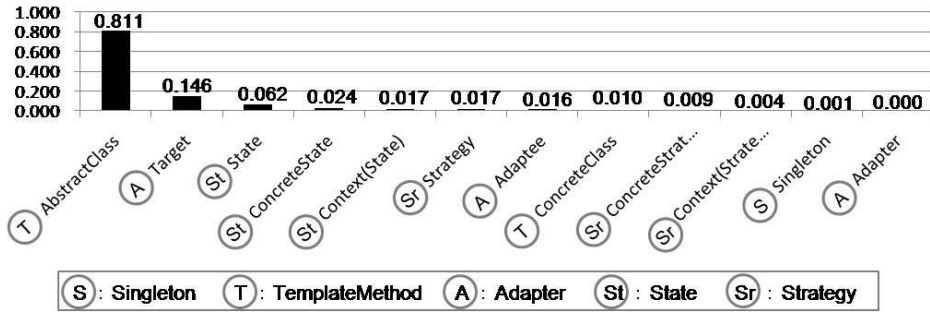 1.000
0.800
0.600
0.400
0.200
0.000
0.811
0.146
0.062
0.024
0.017
0.017
0.016
0.010
0.009
0.004
0.001
0.000
T AbstractClass
A Target
St State
St ConcreteState
St Context(State)
Sr Strategy
A Adaptee
T ConcreteClass
Sr ConcreteStrat...
Sr Context(Strate...
S Singleton
A Adapter
S : Singleton T : TemplateMethod A : Adapter St : State Sr : Strategy